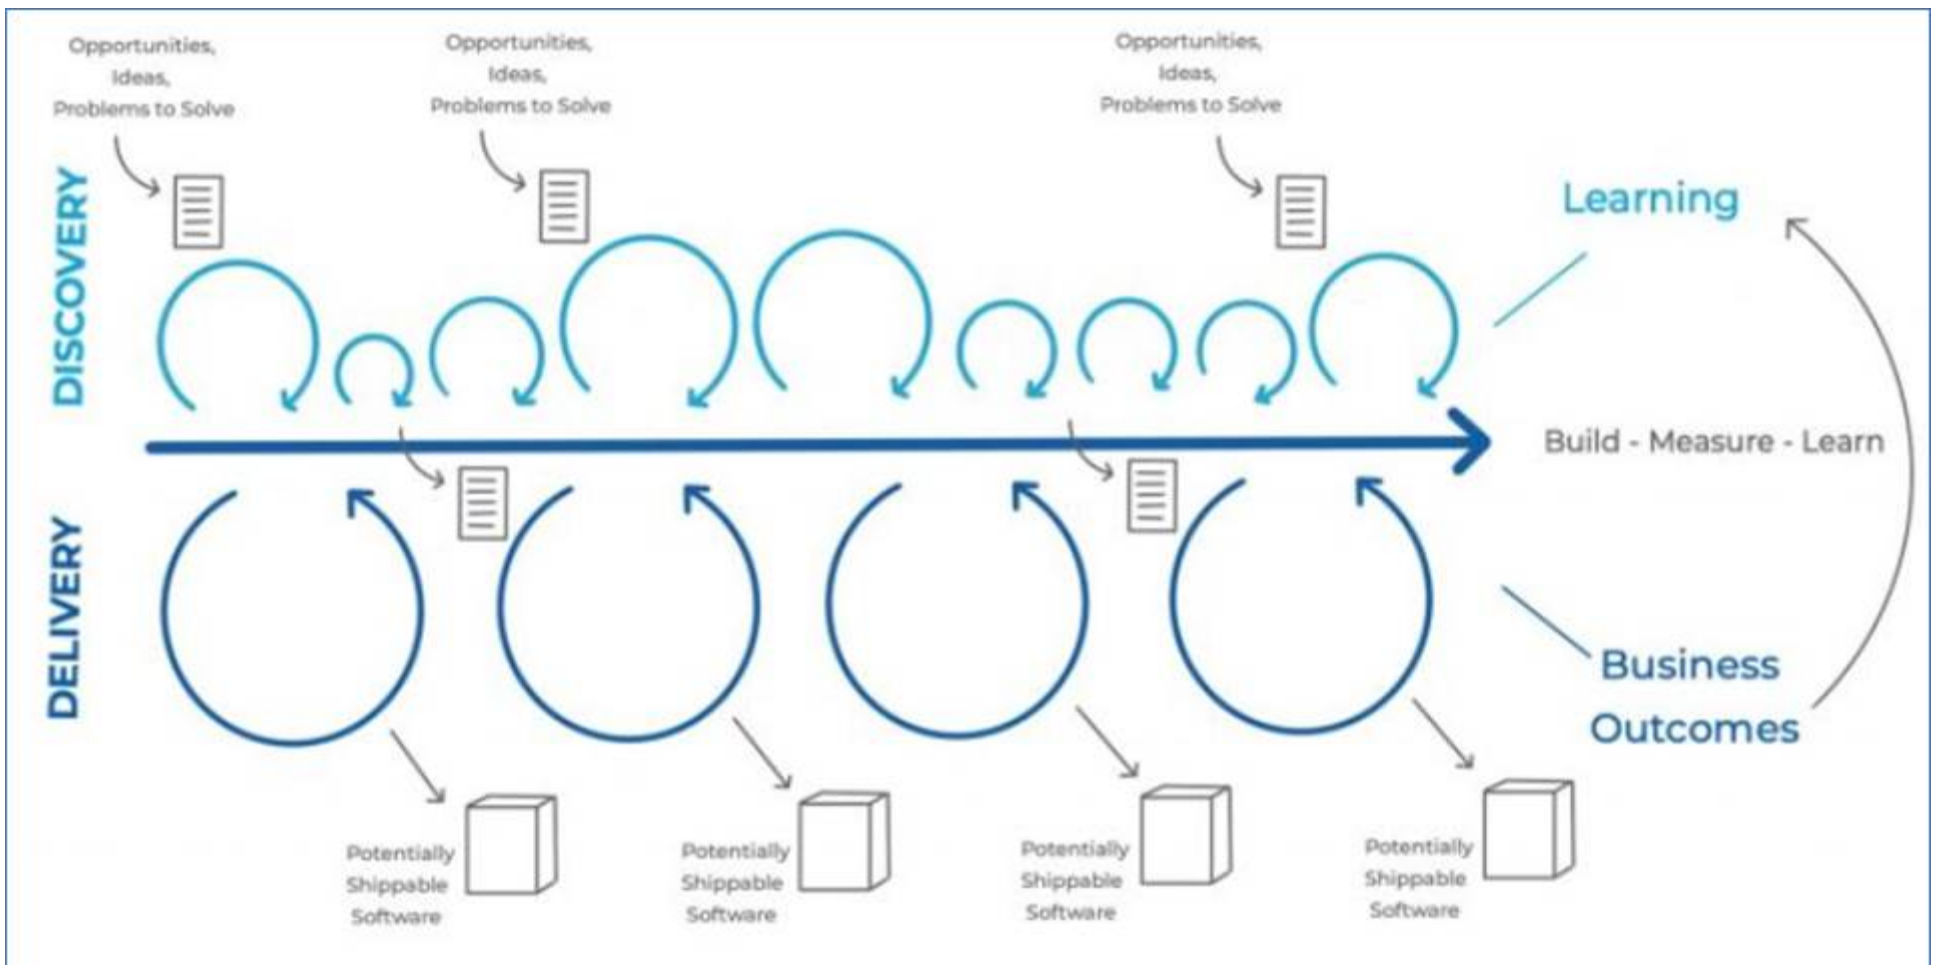 Opportunities,
Ideas,
Problems to Solve
Opportunities,
Ideas,
Problems to Solve
Opportunities,
Ideas,
Problems to Solve
DISCOVERY
Learning
Build - Measure - Learn
DELIVERY
Business
Outcomes
Potentially
Shippable
Software
Potentially
Shippable
Software
Potentially
Shippable
Software
Potentially
Shippable
Software